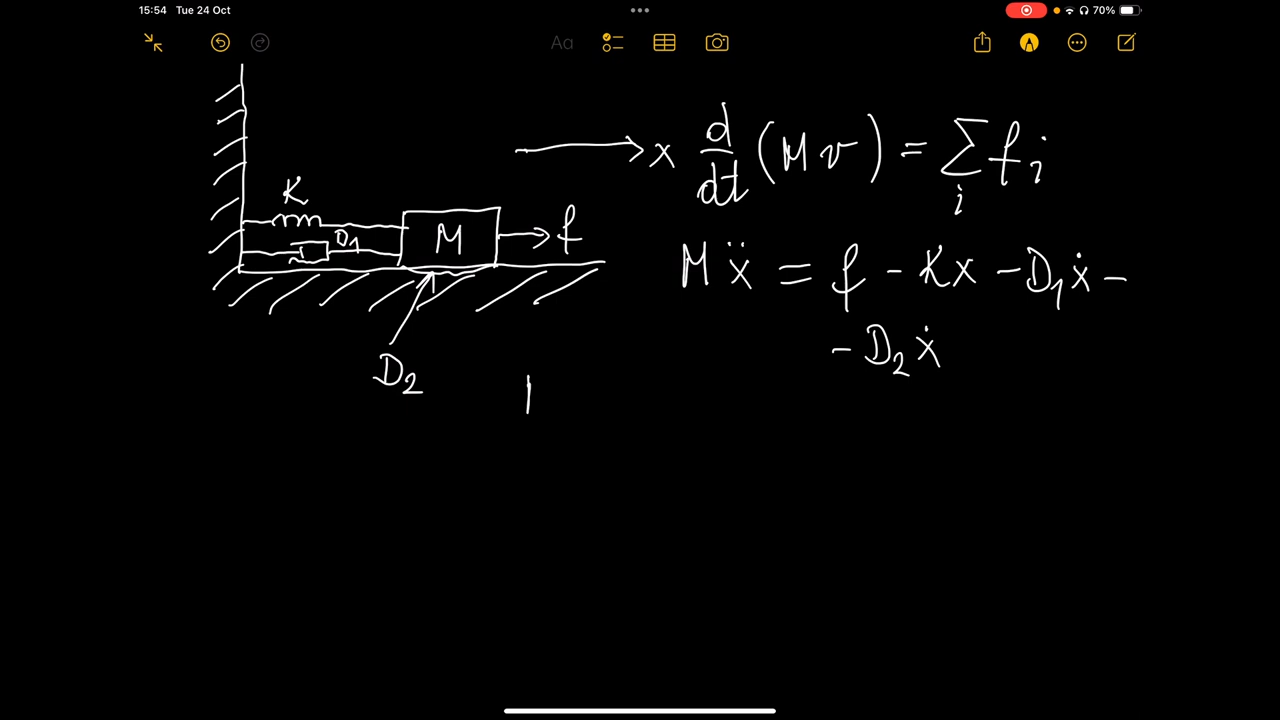 15:54 Tue 24 Oct
70%
Aa
x d/dt (Mv) = ∑ᵢ fᵢ
K
D₁
M
f
Mẍ = f - Kx - D₁ẋ -
- D₂ẋ
D₂